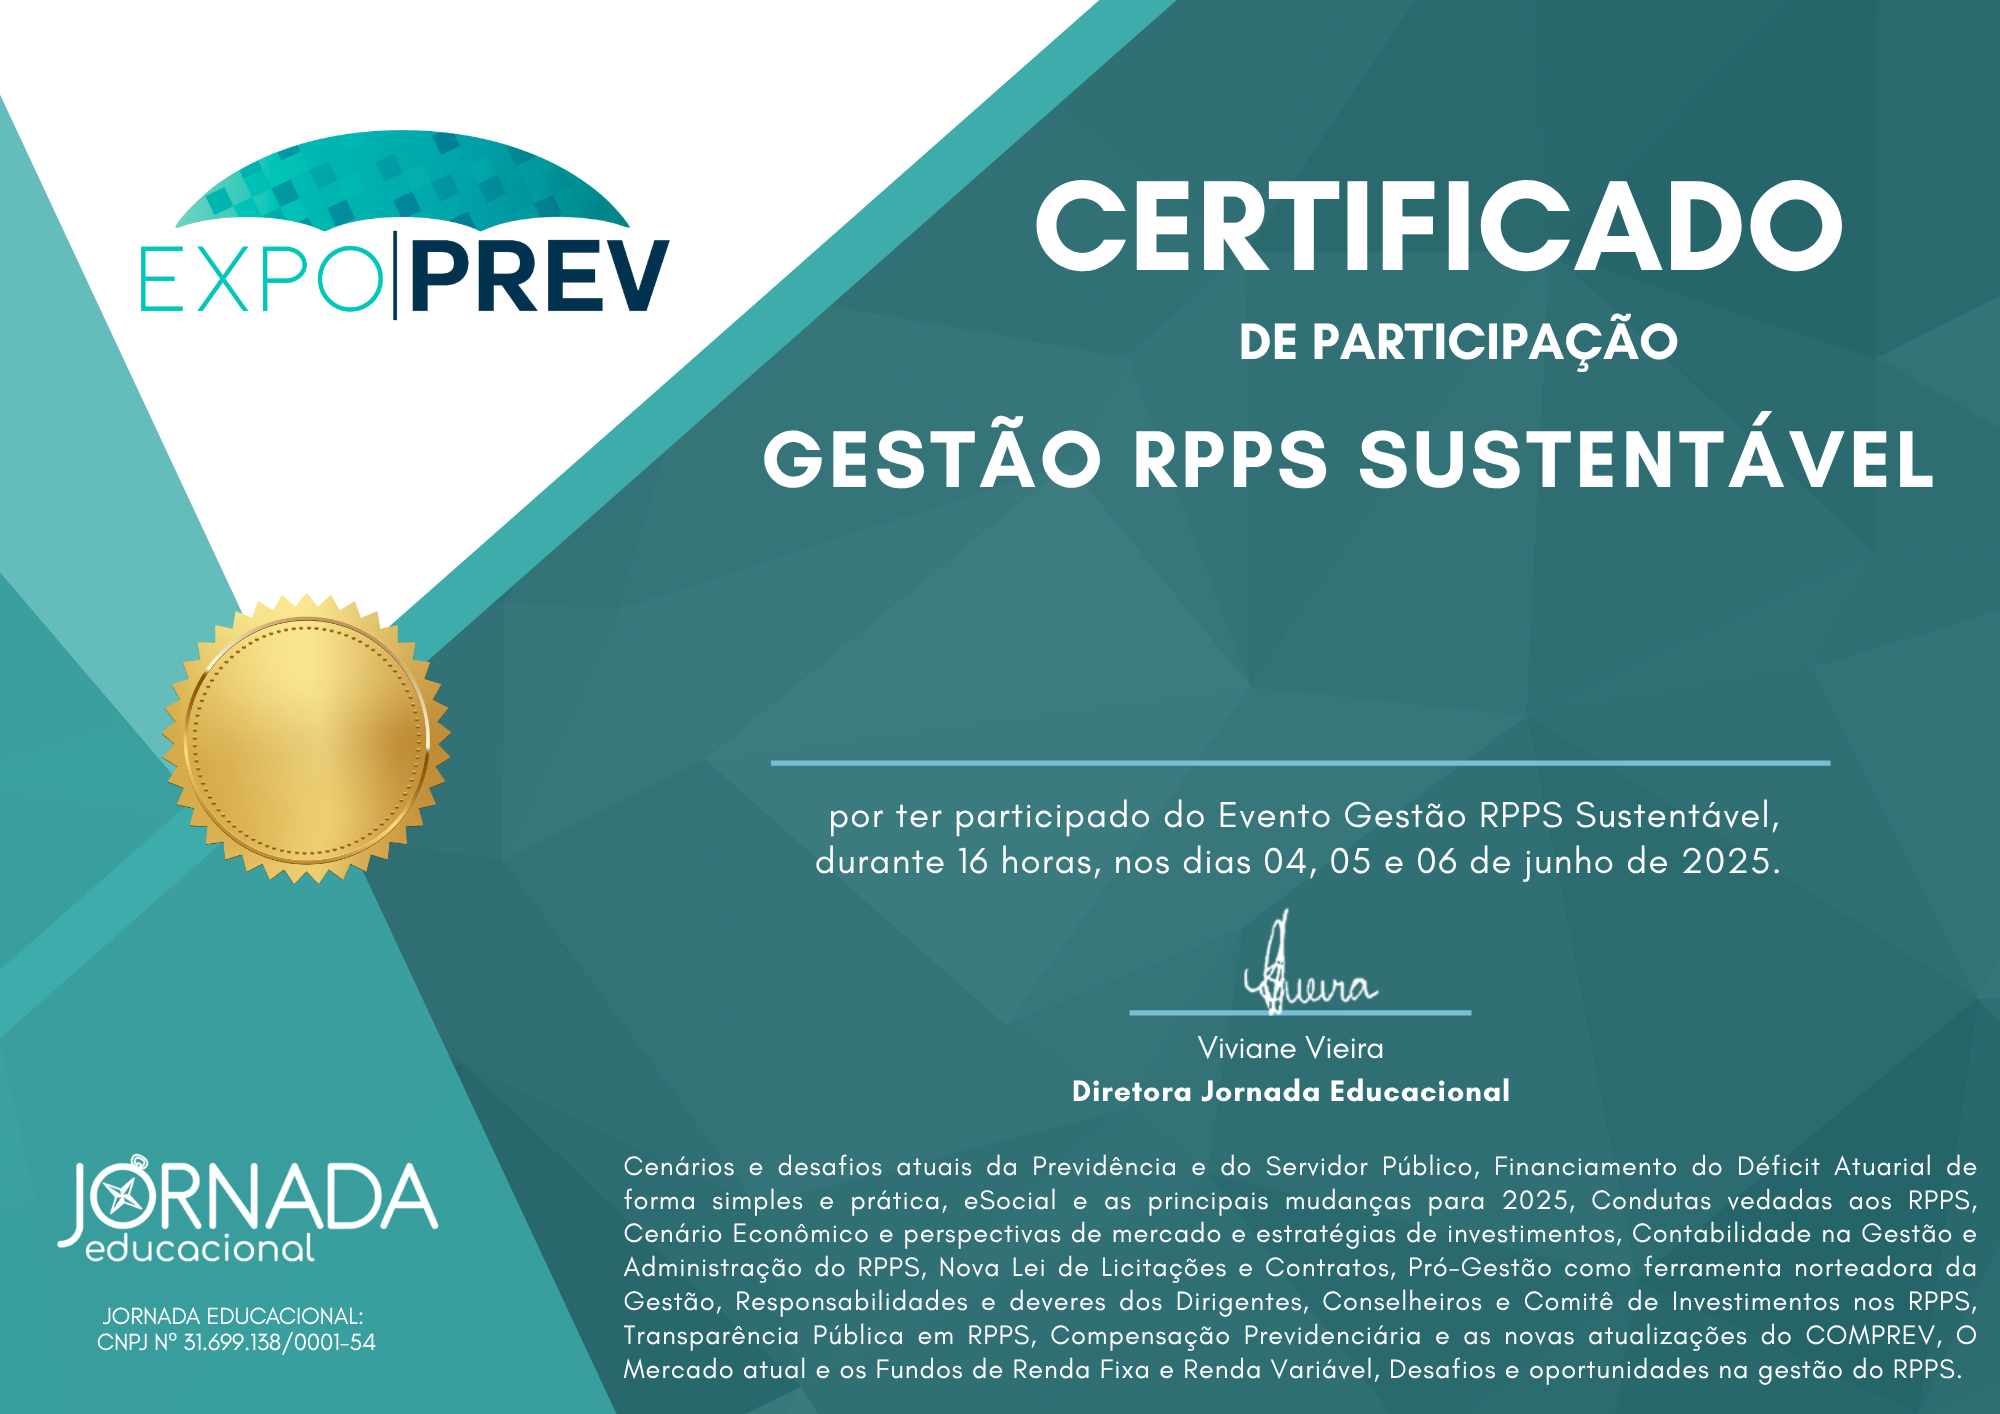 EXPO|PREV
CERTIFICADO
DE PARTICIPAÇÃO
GESTÃO RPPS SUSTENTÁVEL
por ter participado do Evento Gestão RPPS Sustentável,
durante 16 horas, nos dias 04, 05 e 06 de junho de 2025.
Vieira
Viviane Vieira
Diretora Jornada Educacional
Cenários e desafios atuais da Previdência e do Servidor Público, Financiamento do Déficit Atuarial de
forma simples e prática, eSocial e as principais mudanças para 2025, Condutas vedadas aos RPPS,
Cenário Econômico e perspectivas de mercado e estratégias de investimentos, Contabilidade na Gestão e
Administração do RPPS, Nova Lei de Licitações e Contratos, Pró-Gestão como ferramenta norteadora da
Gestão, Responsabilidades e deveres dos Dirigentes, Conselheiros e Comitê de Investimentos nos RPPS,
Transparência Pública em RPPS, Compensação Previdenciária e as novas atualizações do COMPREV, O
Mercado atual e os Fundos de Renda Fixa e Renda Variável, Desafios e oportunidades na gestão do RPPS.
JORNADA
educacional
JORNADA EDUCACIONAL:
CNPJ Nº 31.699.138/0001-54